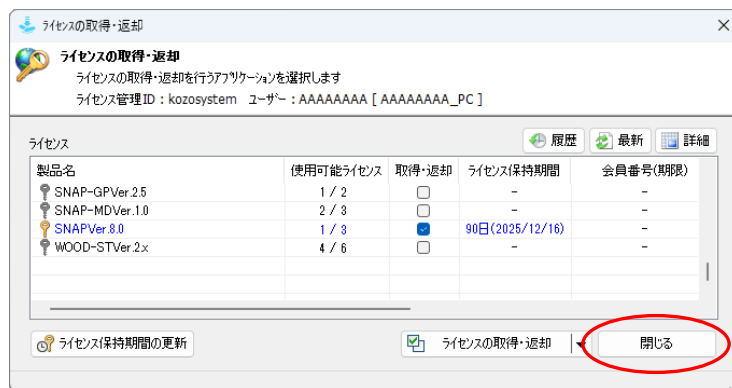 ライセンスの取得・返却
ライセンスの取得・返却
ライセンスの取得・返却を行うアプリケーションを選択します
ライセンス管理ID：kozosystem ユーザー：AAAAAAAA [ AAAAAAAA_PC ]
ライセンス 履歴 最新 詳細
製品名 使用可能ライセンス 取得・返却 ライセンス保持期間 会員番号(期限)
SNAP-GPVer.2.5 1 / 2 - -
SNAP-MDVer.1.0 2 / 3 - -
SNAPVer.8.0 1 / 3 90日(2025/12/16) -
WOOD-STVer.2.x 4 / 6 - -
ライセンス保持期間の更新 ライセンスの取得・返却 閉じる